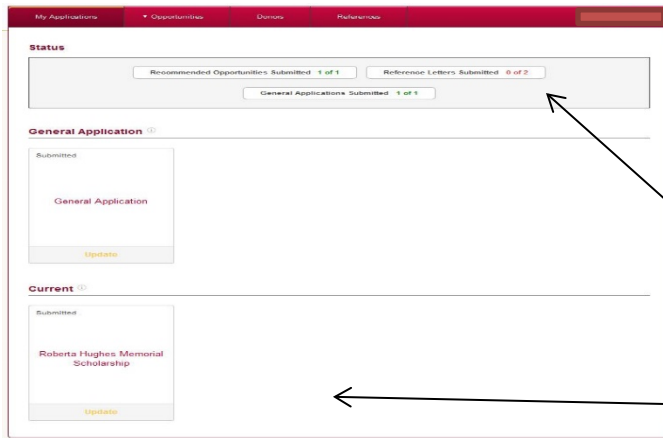 My Applications ▼ Opportunities Donors References
Status
Recommended Opportunities Submitted 1 of 1 Reference Letters Submitted 0 of 2
General Applications Submitted 1 of 1
General Application
Submitted
General Application
Update
Current
Submitted
Roberta Hughes Memorial
Scholarship
Update